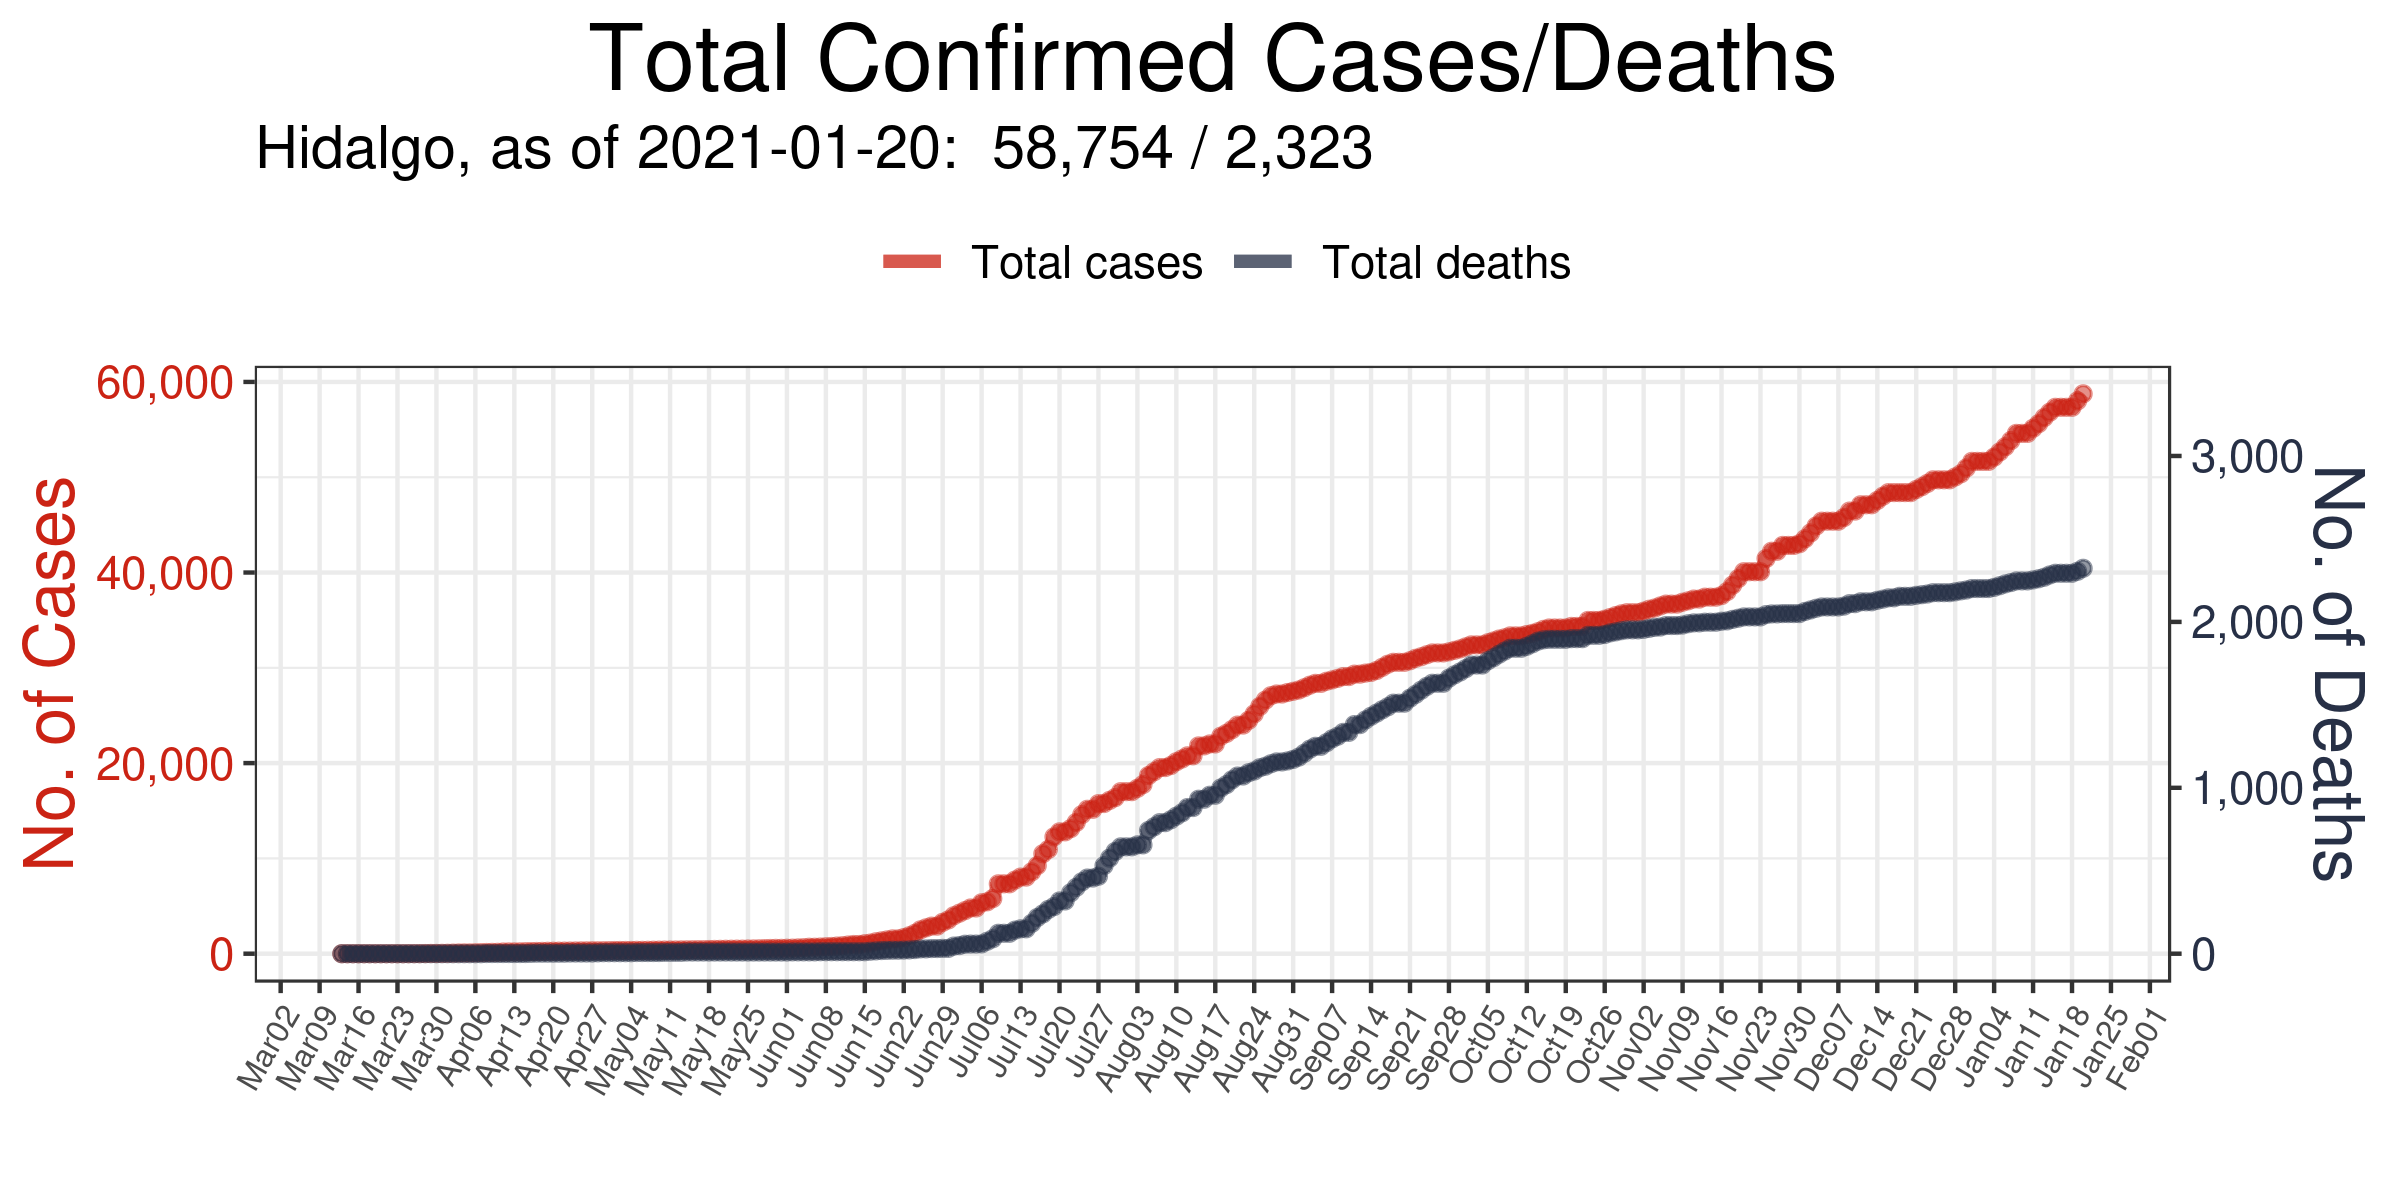 Total Confirmed Cases/Deaths
Hidalgo, as of 2021-01-20:  58,754 / 2,323
Total cases
Total deaths
No. of Cases
60,000
40,000
20,000
0
3,000
2,000
1,000
0
No. of Deaths
Mar02
Mar09
Mar16
Mar23
Mar30
Apr06
Apr13
Apr20
Apr27
May04
May11
May18
May25
Jun01
Jun08
Jun15
Jun22
Jun29
Jul06
Jul13
Jul20
Jul27
Aug03
Aug10
Aug17
Aug24
Aug31
Sep07
Sep14
Sep21
Sep28
Oct05
Oct12
Oct19
Oct26
Nov02
Nov09
Nov16
Nov23
Nov30
Dec07
Dec14
Dec21
Dec28
Jan04
Jan11
Jan18
Jan25
Feb01